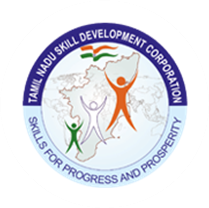 TAMIL NADU SKILL DEVELOPMENT CORPORATION
SKILLS FOR PROGRESS AND PROSPERITY